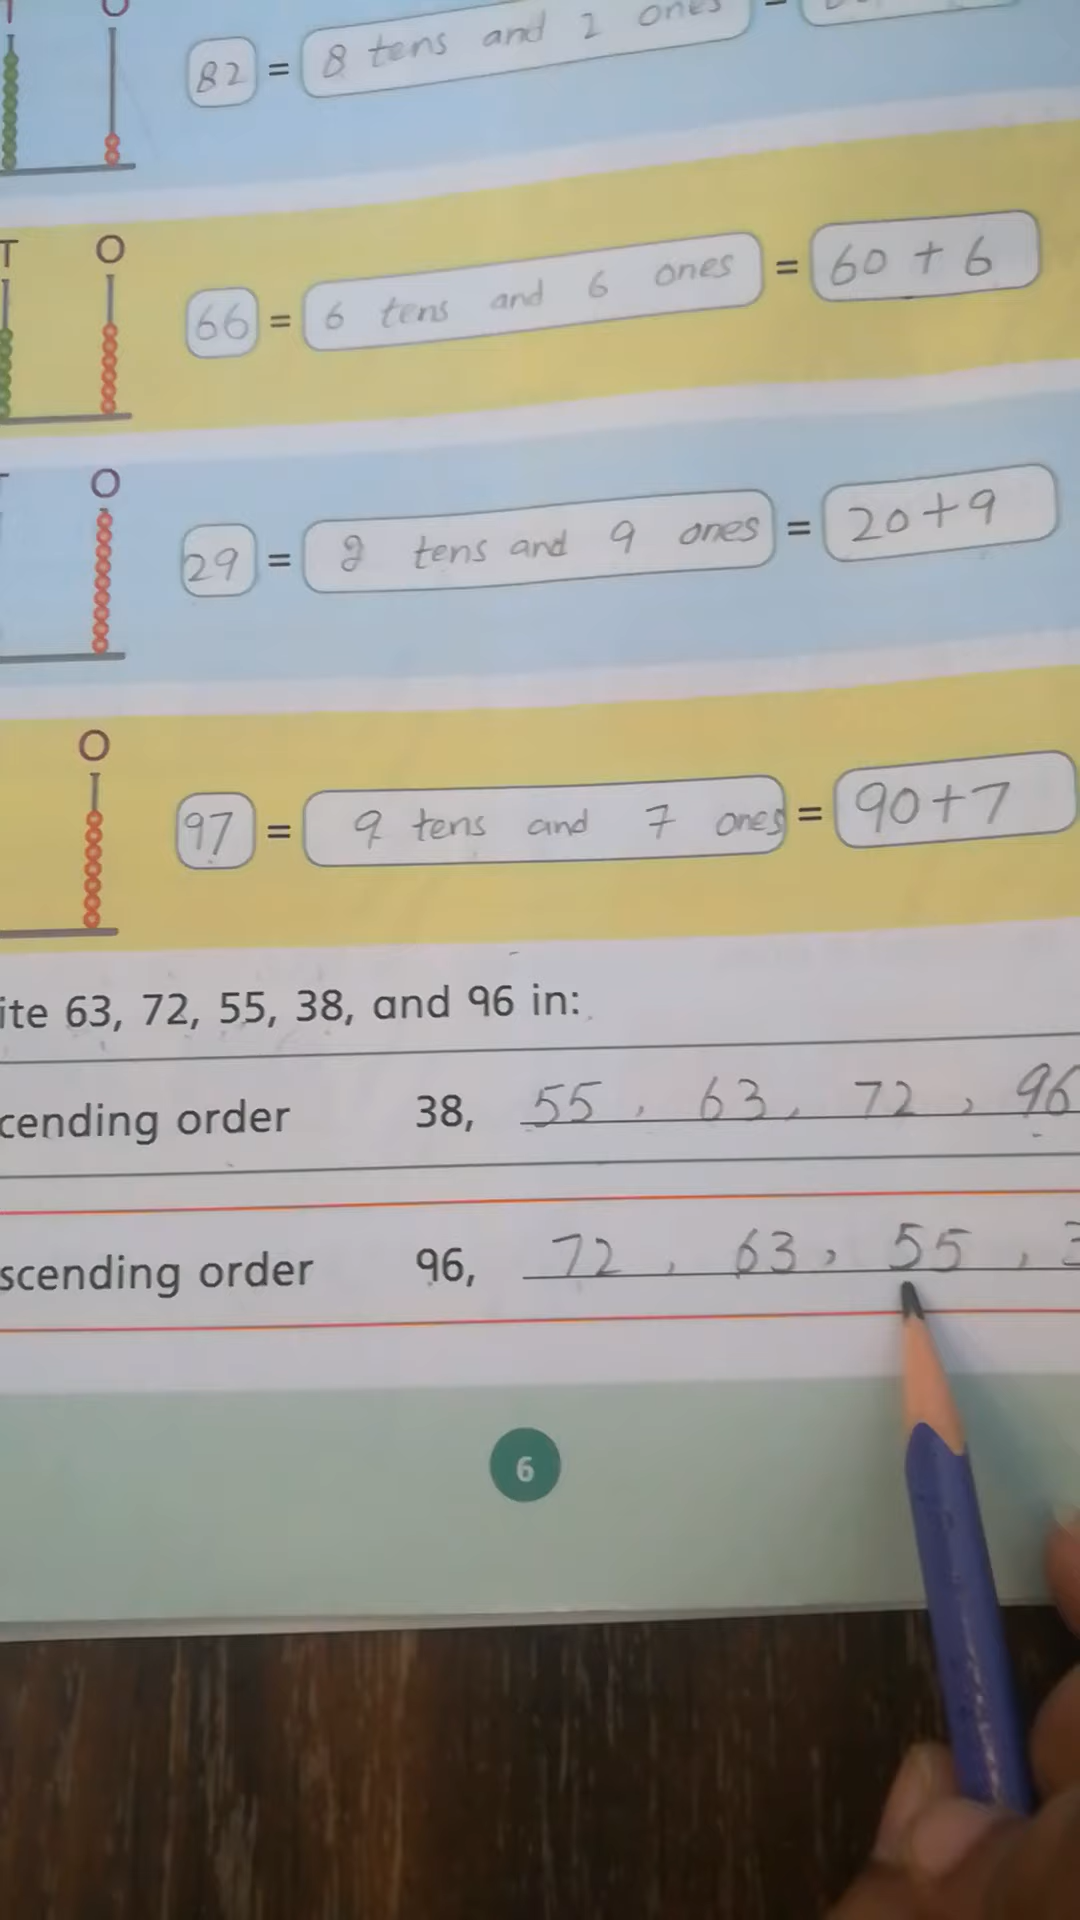 82 = 8 tens and 2 ones =
T O
66 = 6 tens and 6 ones = 60 + 6
O
29 = 2 tens and 9 ones = 20+9
O
97 = 9 tens and 7 ones = 90+7
ite 63, 72, 55, 38, and 96 in:
cending order 38, 55, 63, 72, 96
scending order 96, 72, 63, 55,
6